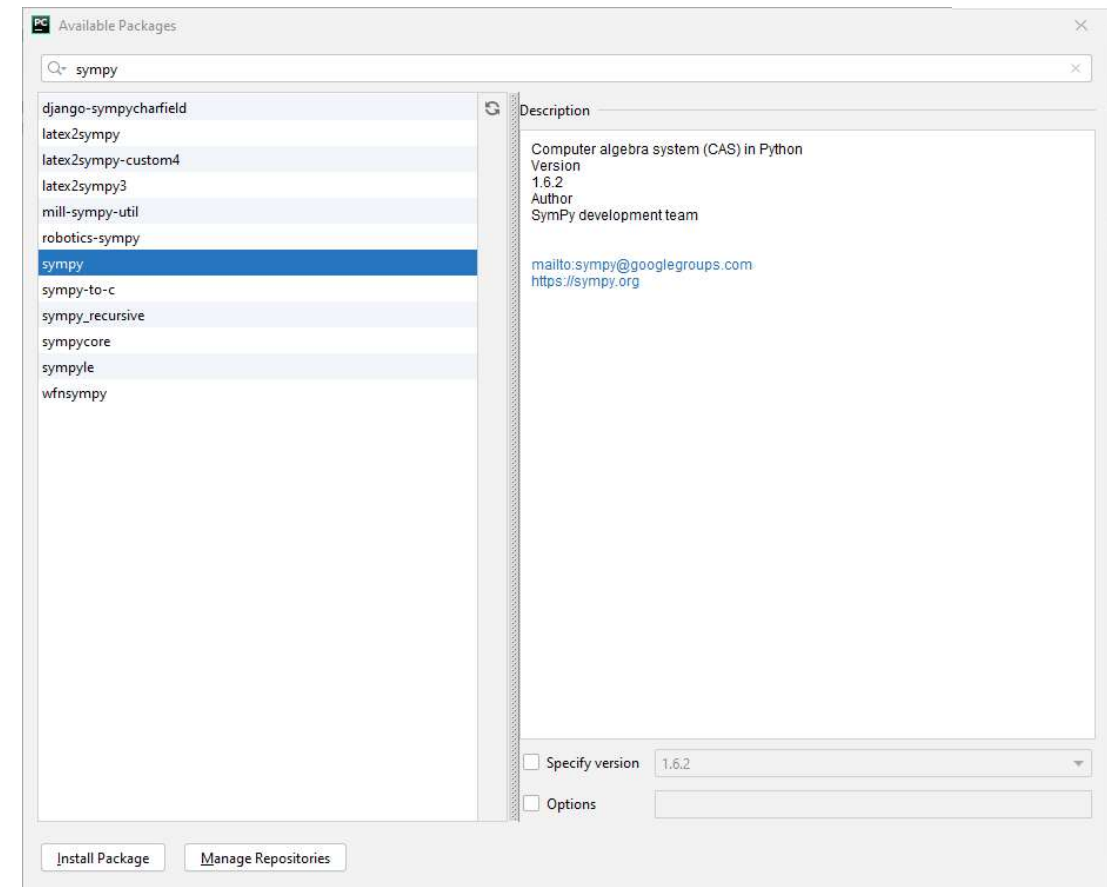 PC Available Packages
sympy
django-sympycharfield
latex2sympy
latex2sympy-custom4
latex2sympy3
mill-sympy-util
robotics-sympy
sympy
sympy-to-c
sympy_recursive
sympycore
sympyle
wfnsympy
Description
Computer algebra system (CAS) in Python
Version
1.6.2
Author
SymPy development team
mailto:sympy@googlegroups.com
https://sympy.org
Specify version 1.6.2
Options
Install Package Manage Repositories